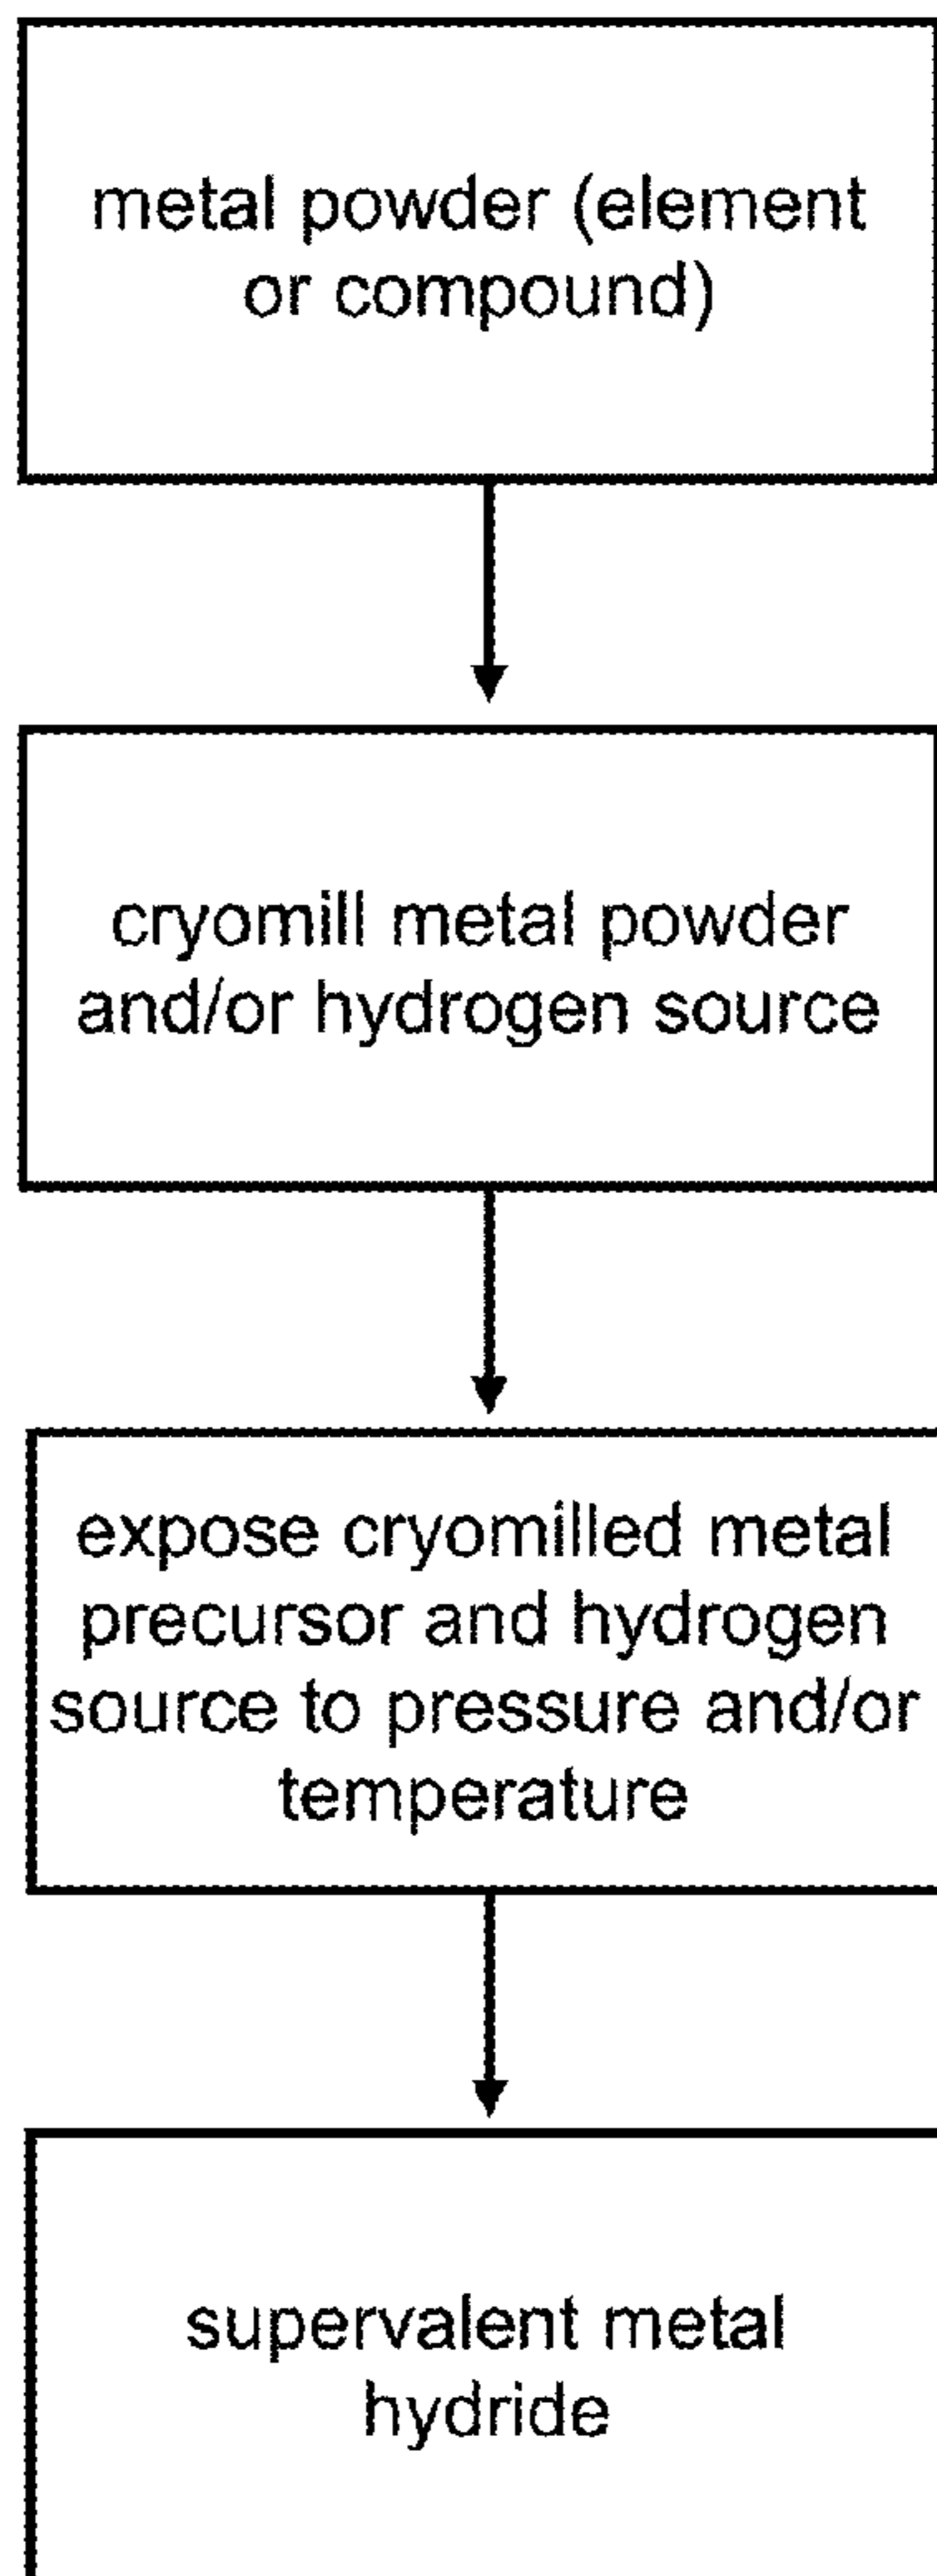 metal powder (element
or compound)
cryomill metal powder
and/or hydrogen source
expose cryomilled metal
precursor and hydrogen
source to pressure and/or
temperature
supervalent metal
hydride